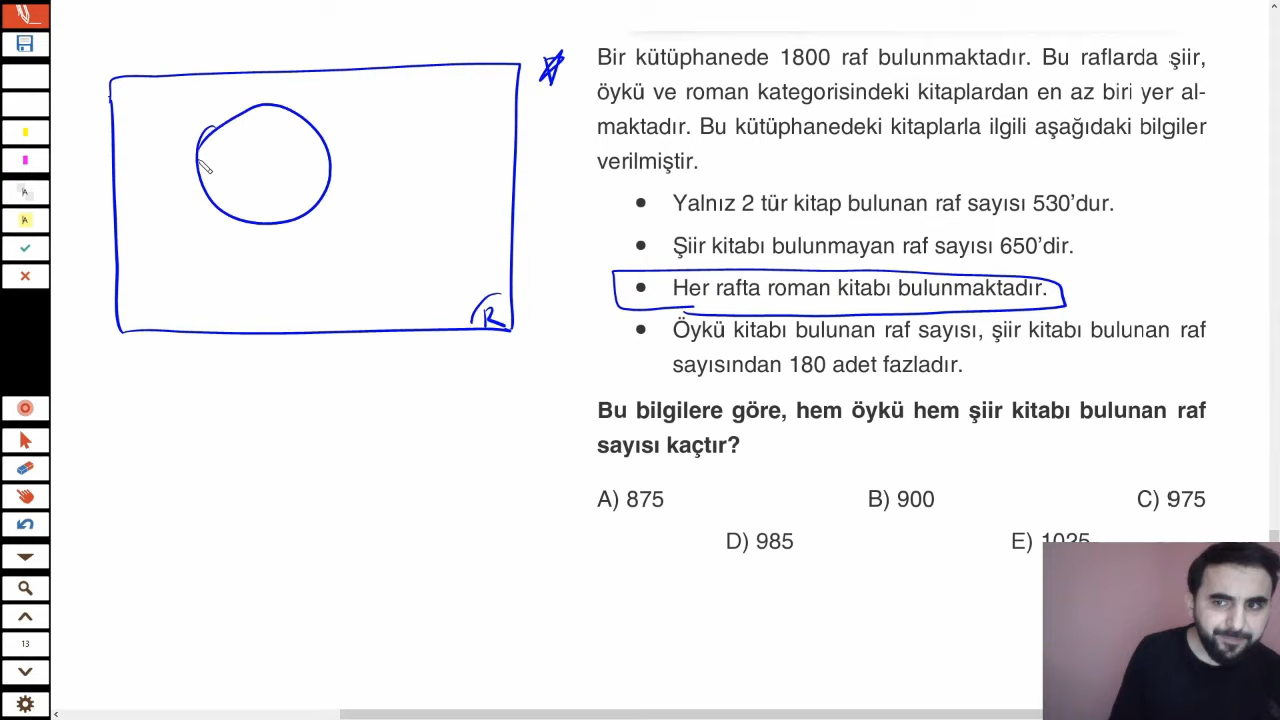 Bir kütüphanede 1800 raf bulunmaktadır. Bu raflarda şiir,
öykü ve roman kategorisindeki kitaplardan en az biri yer al-
maktadır. Bu kütüphanedeki kitaplarla ilgili aşağıdaki bilgiler
verilmiştir.
• Yalnız 2 tür kitap bulunan raf sayısı 530'dur.
• Şiir kitabı bulunmayan raf sayısı 650'dir.
• Her rafta roman kitabı bulunmaktadır.
• Öykü kitabı bulunan raf sayısı, şiir kitabı bulunan raf
sayısından 180 adet fazladır.
Bu bilgilere göre, hem öykü hem şiir kitabı bulunan raf
sayısı kaçtır?
A) 875 B) 900 C) 975
D) 985 E) 1025
R
A
A
13